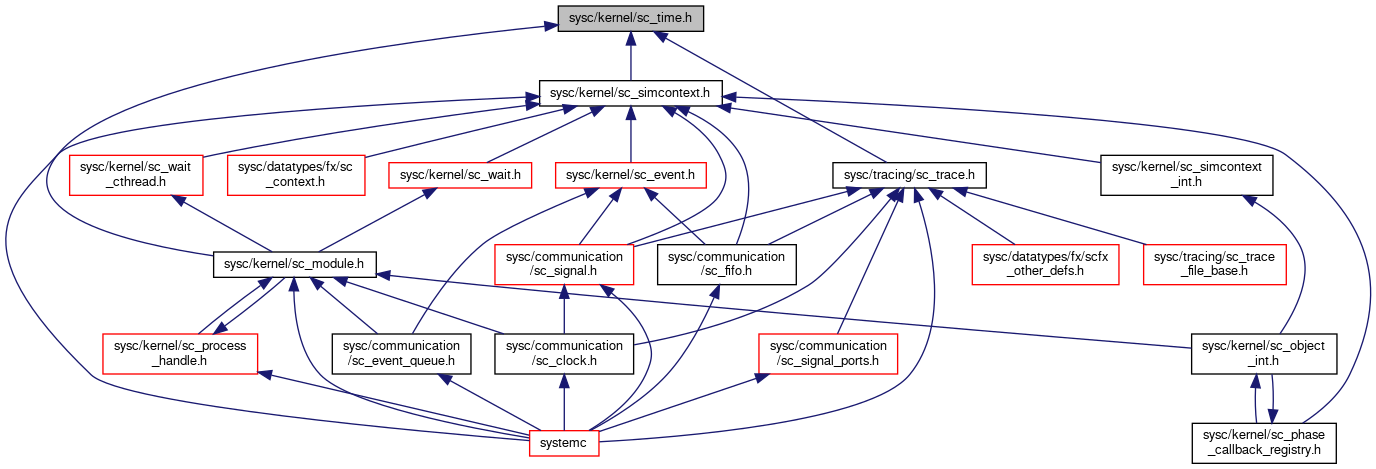 sysc/kernel/sc_time.h
sysc/kernel/sc_simcontext.h
sysc/kernel/sc_wait
_cthread.h
sysc/datatypes/fx/sc
_context.h
sysc/kernel/sc_wait.h
sysc/kernel/sc_event.h
sysc/tracing/sc_trace.h
sysc/kernel/sc_simcontext
_int.h
sysc/kernel/sc_module.h
sysc/communication
/sc_signal.h
sysc/communication
/sc_fifo.h
sysc/datatypes/fx/scfx
_other_defs.h
sysc/tracing/sc_trace
_file_base.h
sysc/kernel/sc_process
_handle.h
sysc/communication
/sc_event_queue.h
sysc/communication
/sc_clock.h
sysc/communication
/sc_signal_ports.h
sysc/kernel/sc_object
_int.h
systemc
sysc/kernel/sc_phase
_callback_registry.h